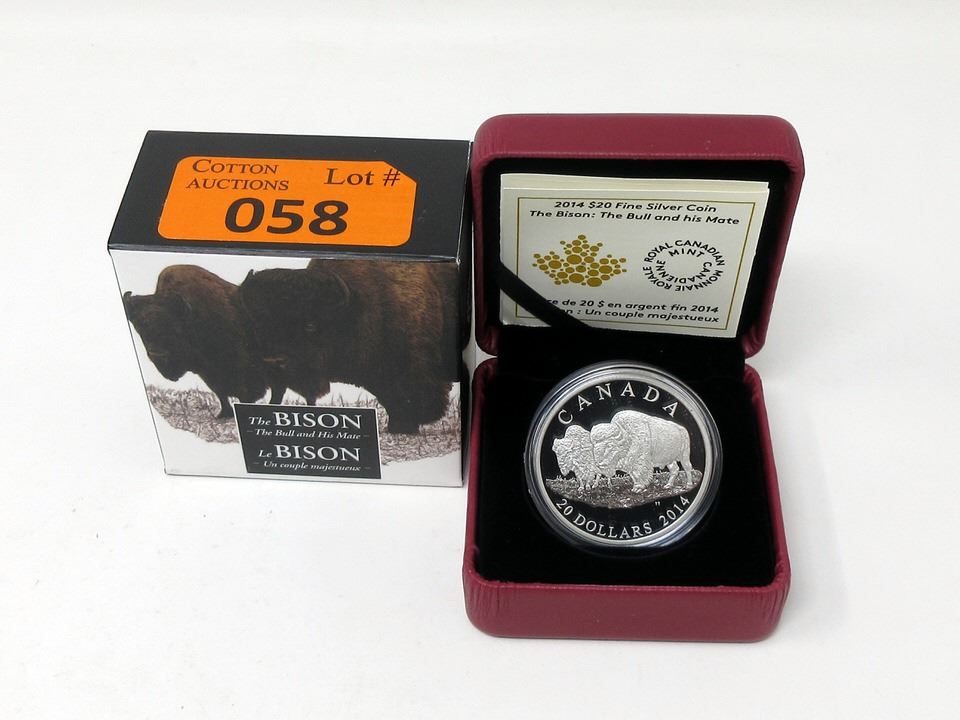 COTTON AUCTIONS
Lot #
058
The BISON
- The Bull and His Mate -
Le BISON
- Un couple majestueux -
2014 $20 Fine Silver Coin
The Bison: The Bull and his Mate
ROYAL CANADIAN MINT
MONNAIE ROYALE CANADIENNE
de 20 $ en argent fin 2014
: Un couple majestueux
CANADA
20 DOLLARS 2014